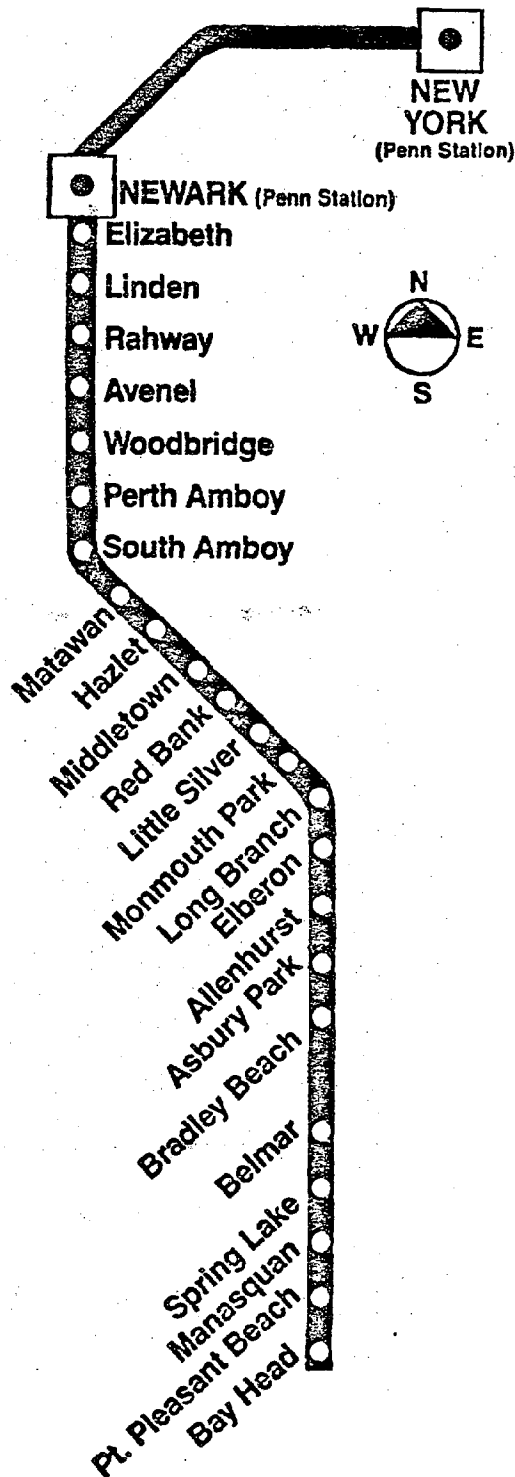 NEW
YORK
(Penn Station)
NEWARK (Penn Station)
Elizabeth
Linden
N
W E
S
Rahway
Avenel
Woodbridge
Perth Amboy
South Amboy
Matawan
Hazlet
Middletown
Red Bank
Little Silver
Monmouth Park
Long Branch
Elberon
Allenhurst
Asbury Park
Bradley Beach
Belmar
Spring Lake
Manasquan
Pt. Pleasant Beach
Bay Head